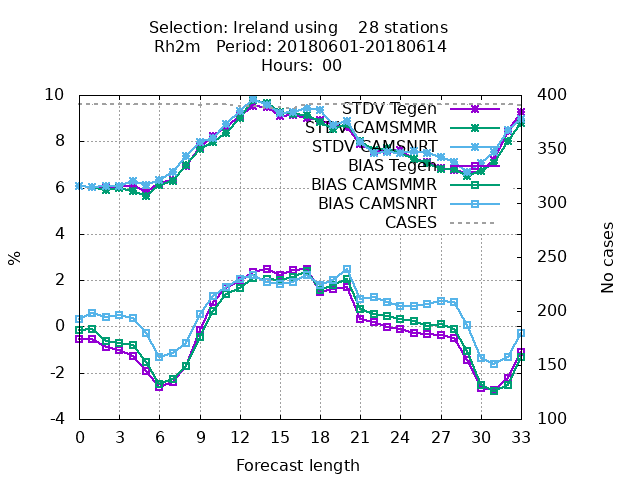 Selection: Ireland using    28 stations
Rh2m   Period: 20180601-20180614
Hours:  00
10
8
6
4
2
0
-2
-4
%
400
350
300
250
200
150
100
No cases
STDV Tegen
STDV CAMSMMR
STDV CAMSNRT
BIAS Tegen
BIAS CAMSMMR
BIAS CAMSNRT
CASES
0 3 6 9 12 15 18 21 24 27 30 33
Forecast length